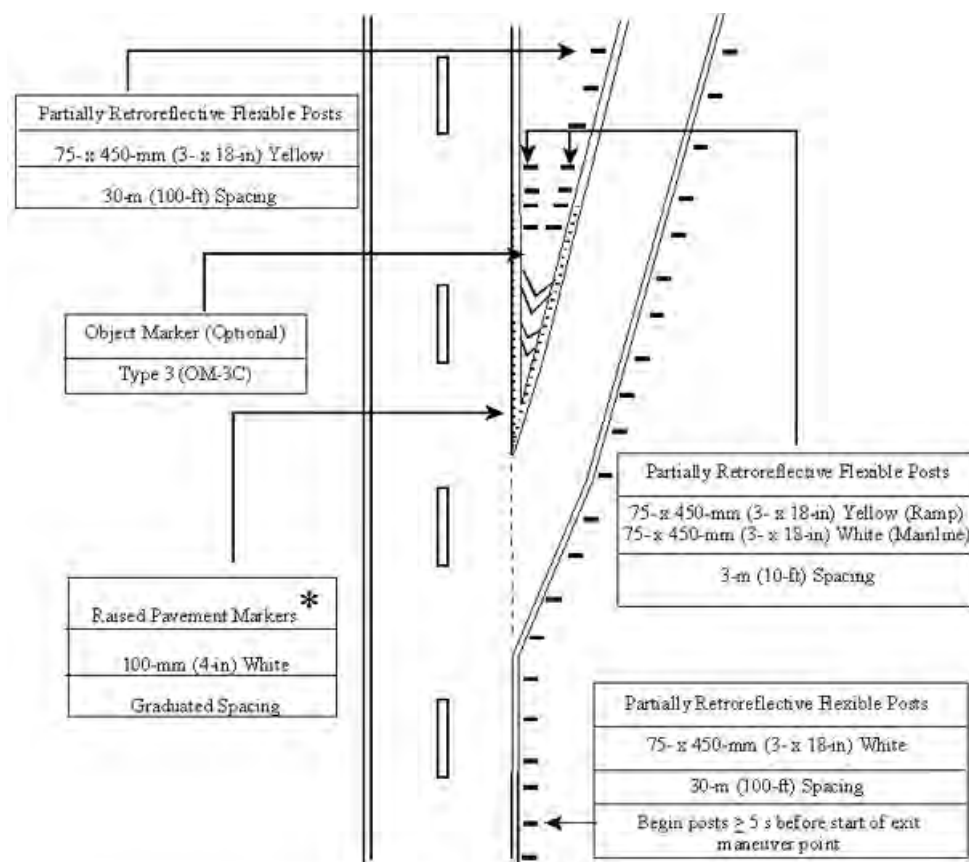 Partially Retroreflective Flexible Posts
75- x 450-mm (3- x 18-in) Yellow
30-m (100-ft) Spacing
Object Marker (Optional)
Type 3 (OM-3C)
Raised Pavement Markers *
100-mm (4-in) White
Graduated Spacing
Partially Retroreflective Flexible Posts
75- x 450-mm (3- x 18-in) Yellow (Ramp)
75- x 450-mm (3- x 18-in) White (Mainline)
3-m (10-ft) Spacing
Partially Retroreflective Flexible Posts
75- x 450-mm (3- x 18-in) White
30-m (100-ft) Spacing
Begin posts ≥ 5 s before start of exit
maneuver point